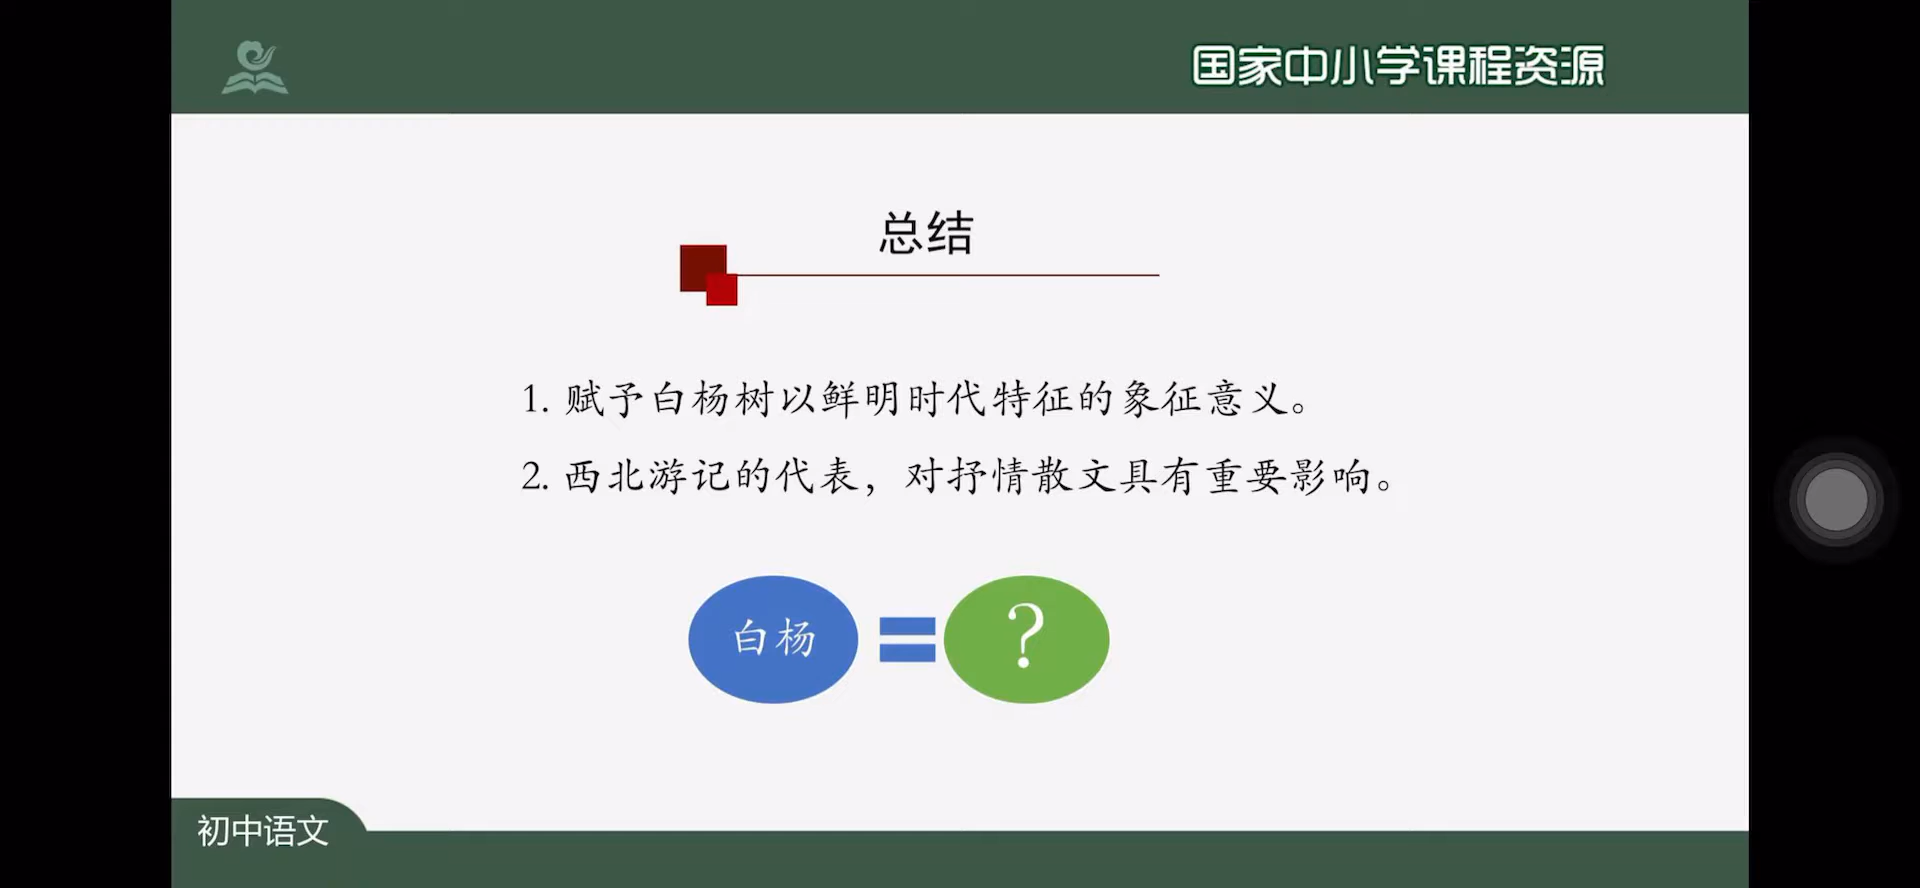 国家中小学课程资源
总结
1. 赋予白杨树以鲜明时代特征的象征意义。
2. 西北游记的代表，对抒情散文具有重要影响。
白杨
？
初中语文